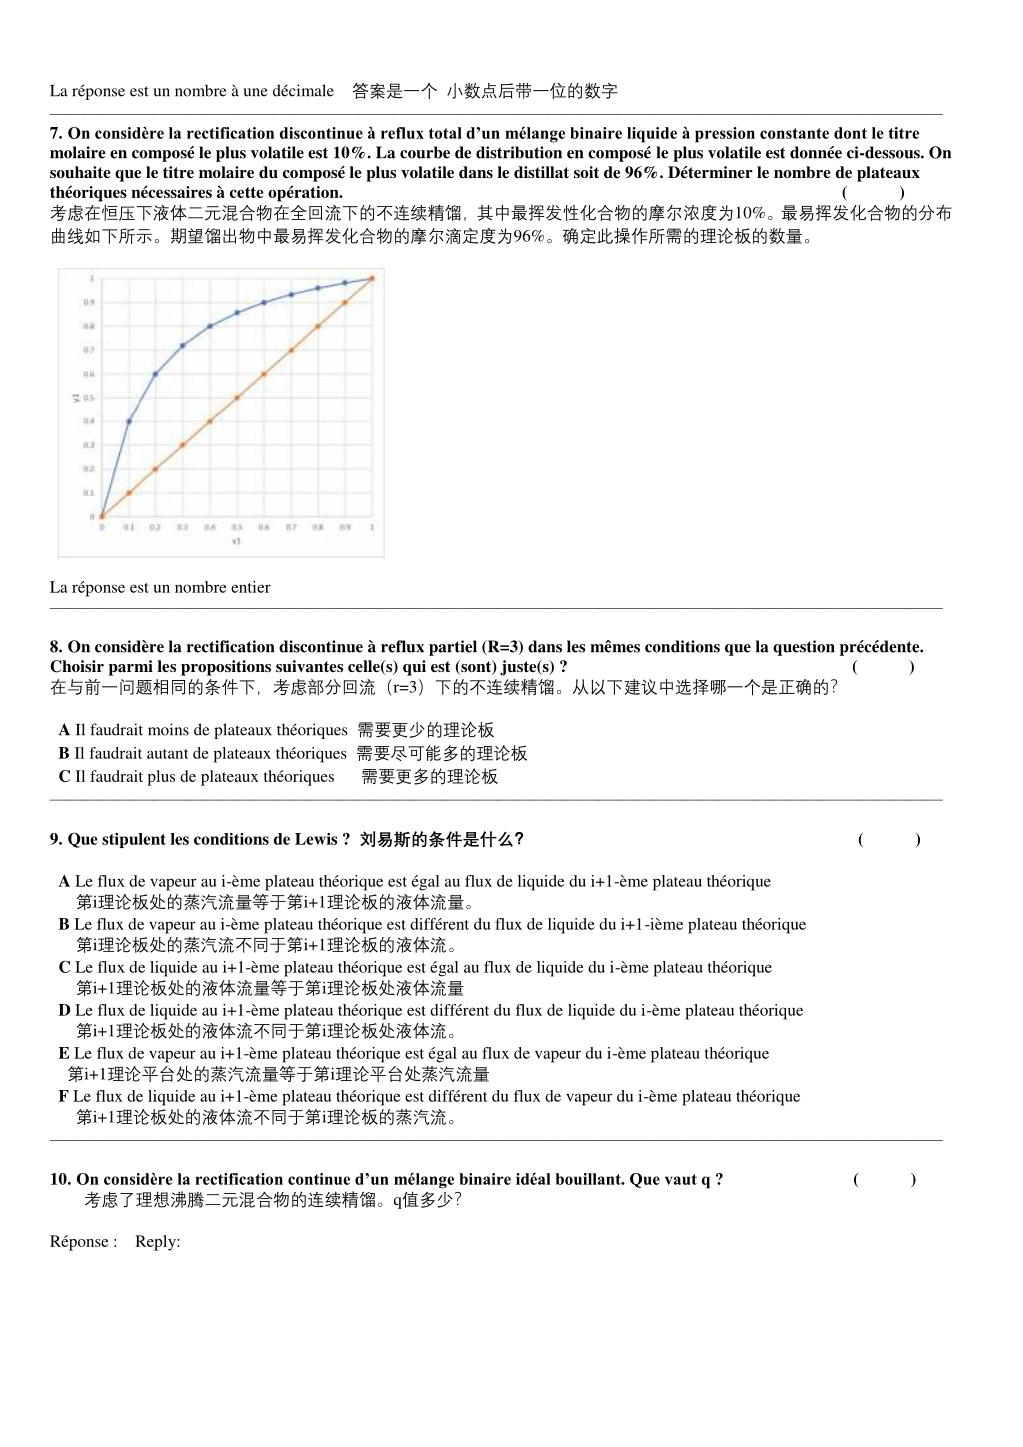 La réponse est un nombre à une décimale 答案是一个 小数点后带一位的数字
7. On considère la rectification discontinue à reflux total d'un mélange binaire liquide à pression constante dont le titre
molaire en composé le plus volatile est 10%. La courbe de distribution en composé le plus volatile est donnée ci-dessous. On
souhaite que le titre molaire du composé le plus volatile dans le distillat soit de 96%. Déterminer le nombre de plateaux
théoriques nécessaires à cette opération. ( )
考虑在恒压下液体二元混合物在全回流下的不连续精馏，其中最挥发性化合物的摩尔浓度为10%。最易挥发化合物的分布
曲线如下所示。期望馏出物中最易挥发化合物的摩尔滴定度为96%。确定此操作所需的理论板的数量。
1
0.9
0.8
0.7
0.6
0.5
0.4
0.3
0.2
0.1
0
y1
0 0.1 0.2 0.3 0.4 0.5 0.6 0.7 0.8 0.9 1
x1
La réponse est un nombre entier
8. On considère la rectification discontinue à reflux partiel (R=3) dans les mêmes conditions que la question précédente.
Choisir parmi les propositions suivantes celle(s) qui est (sont) juste(s) ? ( )
在与前一问题相同的条件下，考虑部分回流（r=3）下的不连续精馏。从以下建议中选择哪一个是正确的？
A Il faudrait moins de plateaux théoriques 需要更少的理论板
B Il faudrait autant de plateaux théoriques 需要尽可能多的理论板
C Il faudrait plus de plateaux théoriques 需要更多的理论板
9. Que stipulent les conditions de Lewis ? 刘易斯的条件是什么？ ( )
A Le flux de vapeur au i-ème plateau théorique est égal au flux de liquide du i+1-ème plateau théorique
第i理论板处的蒸汽流量等于第i+1理论板的液体流量。
B Le flux de vapeur au i-ème plateau théorique est différent du flux de liquide du i+1-ième plateau théorique
第i理论板处的蒸汽流不同于第i+1理论板的液体流。
C Le flux de liquide au i+1-ème plateau théorique est égal au flux de liquide du i-ème plateau théorique
第i+1理论板处的液体流量等于第i理论板处液体流量
D Le flux de liquide au i+1-ème plateau théorique est différent du flux de liquide du i-ème plateau théorique
第i+1理论板处的液体流不同于第i理论板处液体流。
E Le flux de vapeur au i+1-ème plateau théorique est égal au flux de vapeur du i-ème plateau théorique
第i+1理论平台处的蒸汽流量等于第i理论平台处蒸汽流量
F Le flux de liquide au i+1-ème plateau théorique est différent du flux de vapeur du i-ème plateau théorique
第i+1理论板处的液体流不同于第i理论板的蒸汽流。
10. On considère la rectification continue d'un mélange binaire idéal bouillant. Que vaut q ? ( )
考虑了理想沸腾二元混合物的连续精馏。q值多少？
Réponse : Reply: